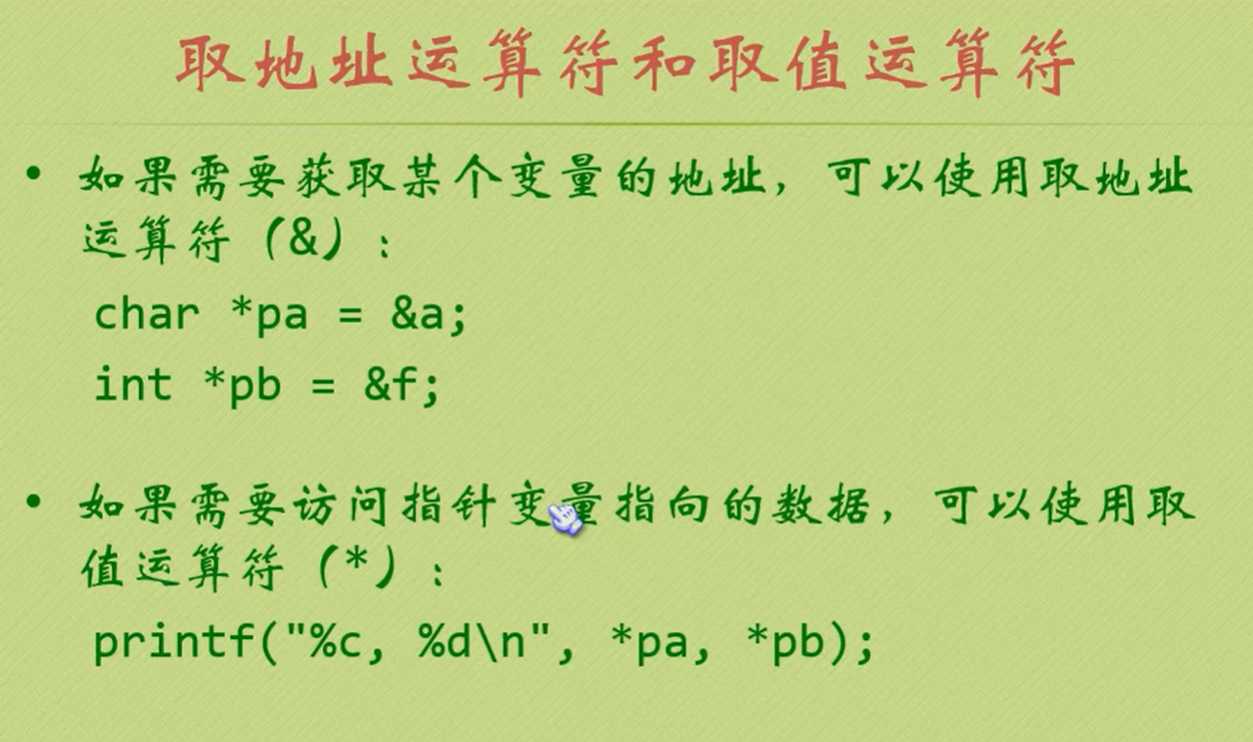 取地址运算符和取值运算符
• 如果需要获取某个变量的地址，可以使用取地址
运算符（&）：
char *pa = &a;
int *pb = &f;
• 如果需要访问指针变量指向的数据，可以使用取
值运算符（*）：
printf("%c, %d\n", *pa, *pb);